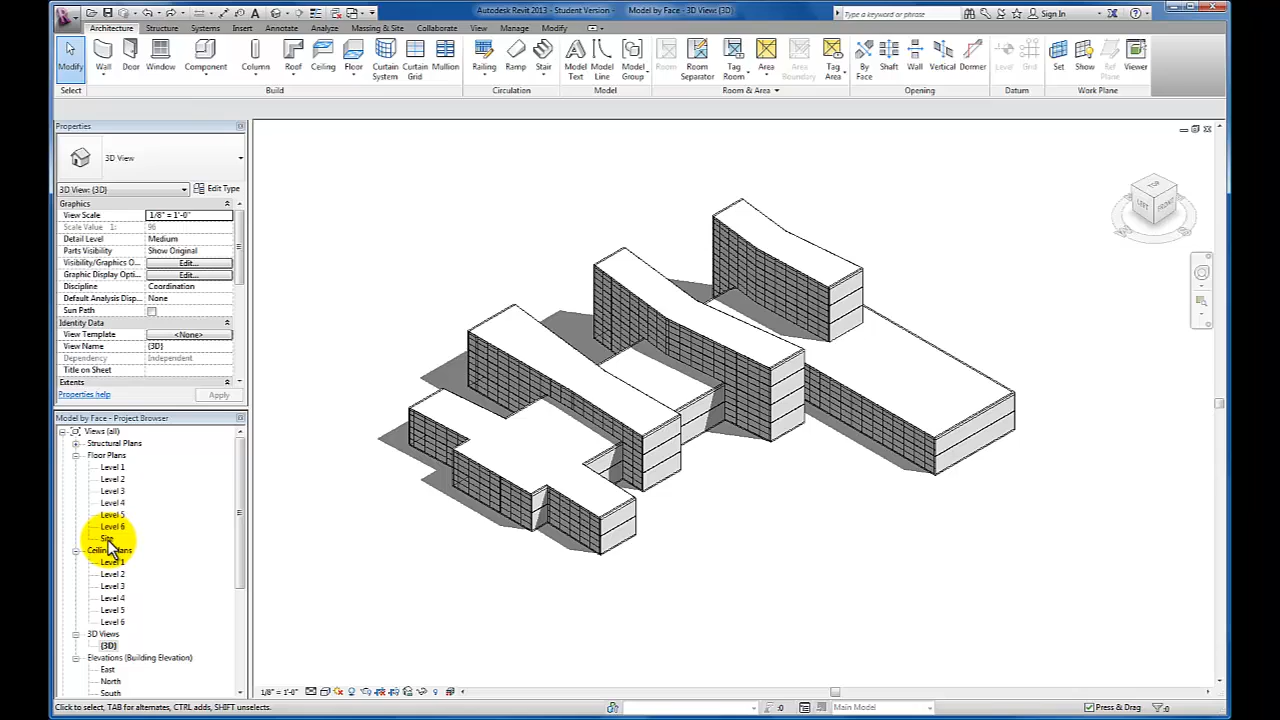 Autodesk Revit 2013 - Student Version - Model by Face - 3D View: {3D}
Type a keyword or phrase
Sign In
Architecture Structure Systems Insert Annotate Analyze Massing & Site Collaborate View Manage Modify
Modify Wall Door Window Component Column Roof Ceiling Floor Curtain System Curtain Grid Mullion Railing Ramp Stair Model Text Model Line Model Group Room Room Separator Tag Room Area Area Boundary Tag Area By Face Shaft Wall Vertical Dormer Level Grid Set Show Ref Plane Viewer
Select Build Circulation Model Room & Area Opening Datum Work Plane
Properties
3D View
3D View: {3D} Edit Type
Graphics
View Scale 1/8" = 1'-0"
Scale Value 1: 96
Detail Level Medium
Parts Visibility Show Original
Visibility/Graphics O... Edit...
Graphic Display Opti... Edit...
Discipline Coordination
Default Analysis Disp... None
Sun Path
Identity Data
View Template <None>
View Name {3D}
Dependency Independent
Title on Sheet
Extents
Properties help Apply
Model by Face - Project Browser
Views (all)
Structural Plans
Floor Plans
Level 1
Level 2
Level 3
Level 4
Level 5
Level 6
Site
Ceiling Plans
Level 1
Level 2
Level 3
Level 4
Level 5
Level 6
3D Views
{3D}
Elevations (Building Elevation)
East
North
South
TOP
LEFT FRONT
1/8" = 1'-0"
Click to select, TAB for alternates, CTRL adds, SHIFT unselects.
:0 Main Model Press & Drag :0